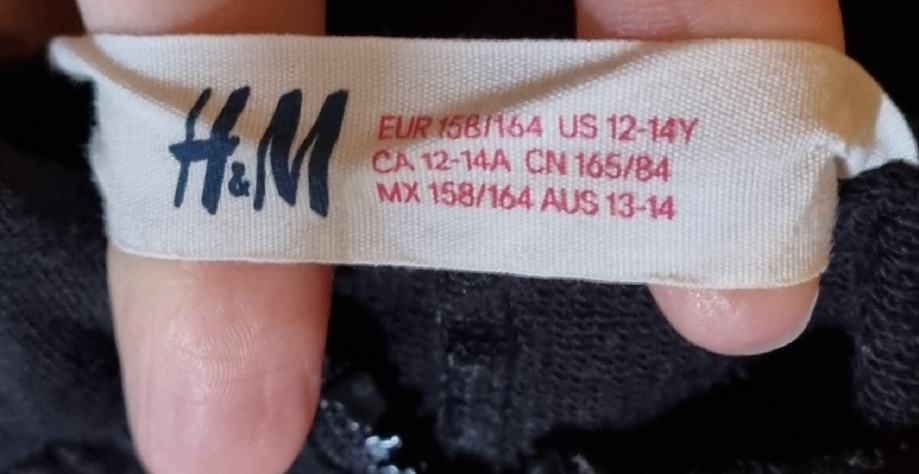 H&M
EUR 158/164 US 12-14Y
CA 12-14A CN 165/84
MX 158/164 AUS 13-14